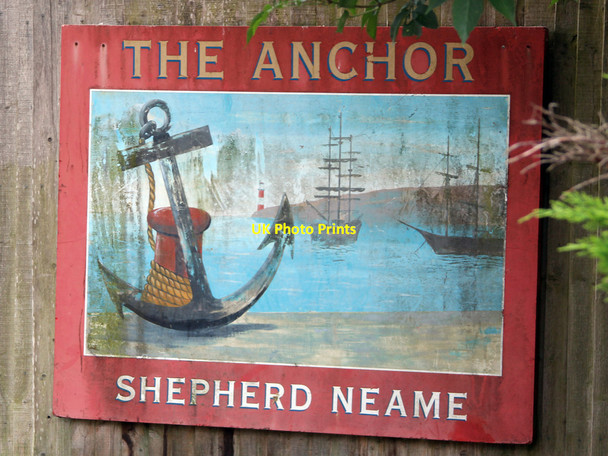 THE ANCHOR
UK Photo Prints
SHEPHERD NEAME